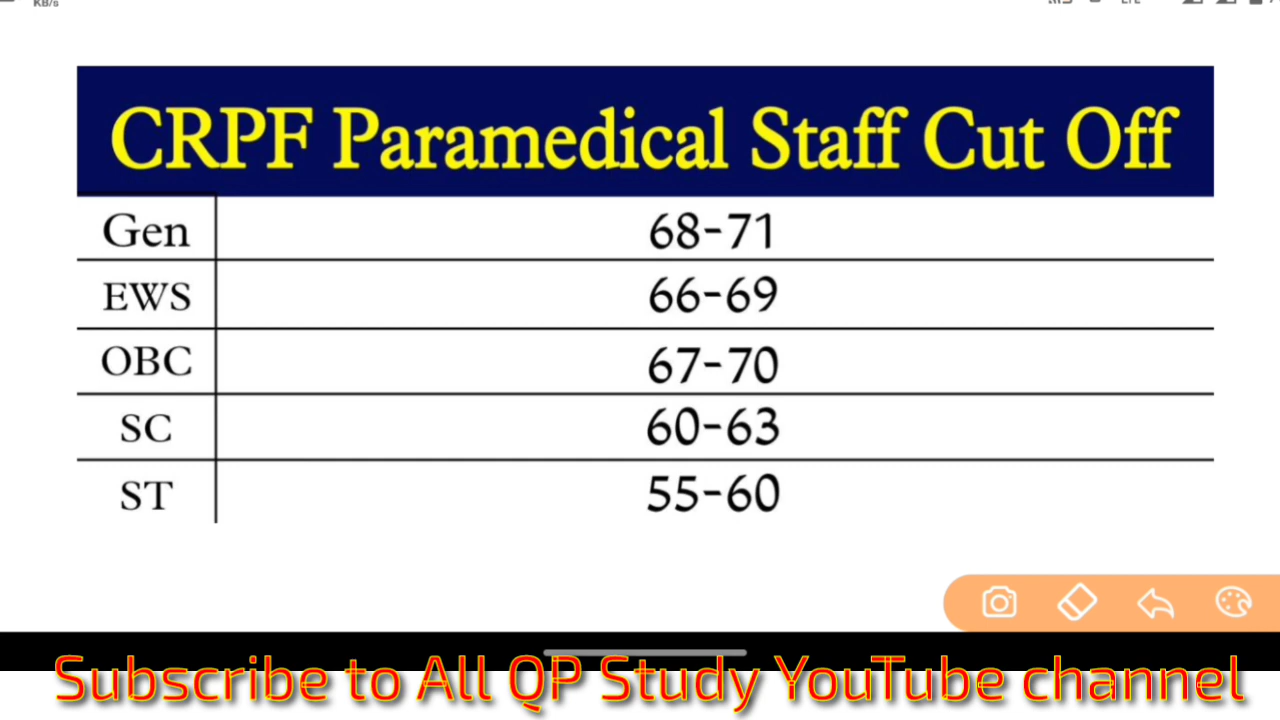 KB/s
CRPF Paramedical Staff Cut Off
Gen 68-71
EWS 66-69
OBC 67-70
SC 60-63
ST 55-60
Subscribe to All QP Study YouTube channel